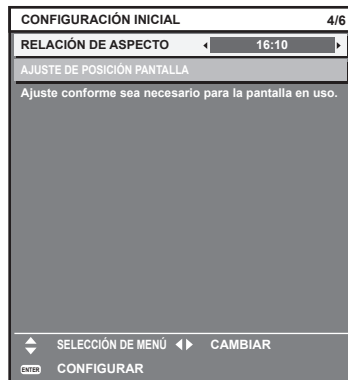 CONFIGURACIÓN INICIAL 4/6
RELACIÓN DE ASPECTO 16:10
AJUSTE DE POSICIÓN PANTALLA
Ajuste conforme sea necesario para la pantalla en uso.
SELECCIÓN DE MENÚ CAMBIAR
ENTER CONFIGURAR